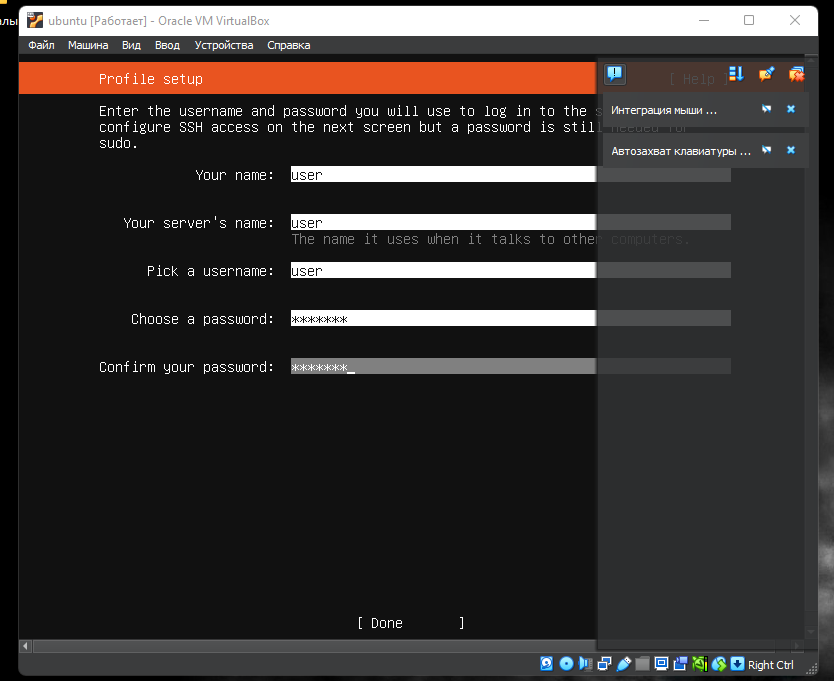 ubuntu [Работает] - Oracle VM VirtualBox
Файл Машина Вид Ввод Устройства Справка
Profile setup [ Help ]
Enter the username and password you will use to log in to the
configure SSH access on the next screen but a password is still needed for
sudo.
Интеграция мыши ...
Автозахват клавиатуры ...
Your name: user
Your server's name: user
The name it uses when it talks to other computers.
Pick a username: user
Choose a password: *******
Confirm your password: *******_
[ Done ]
Right Ctrl